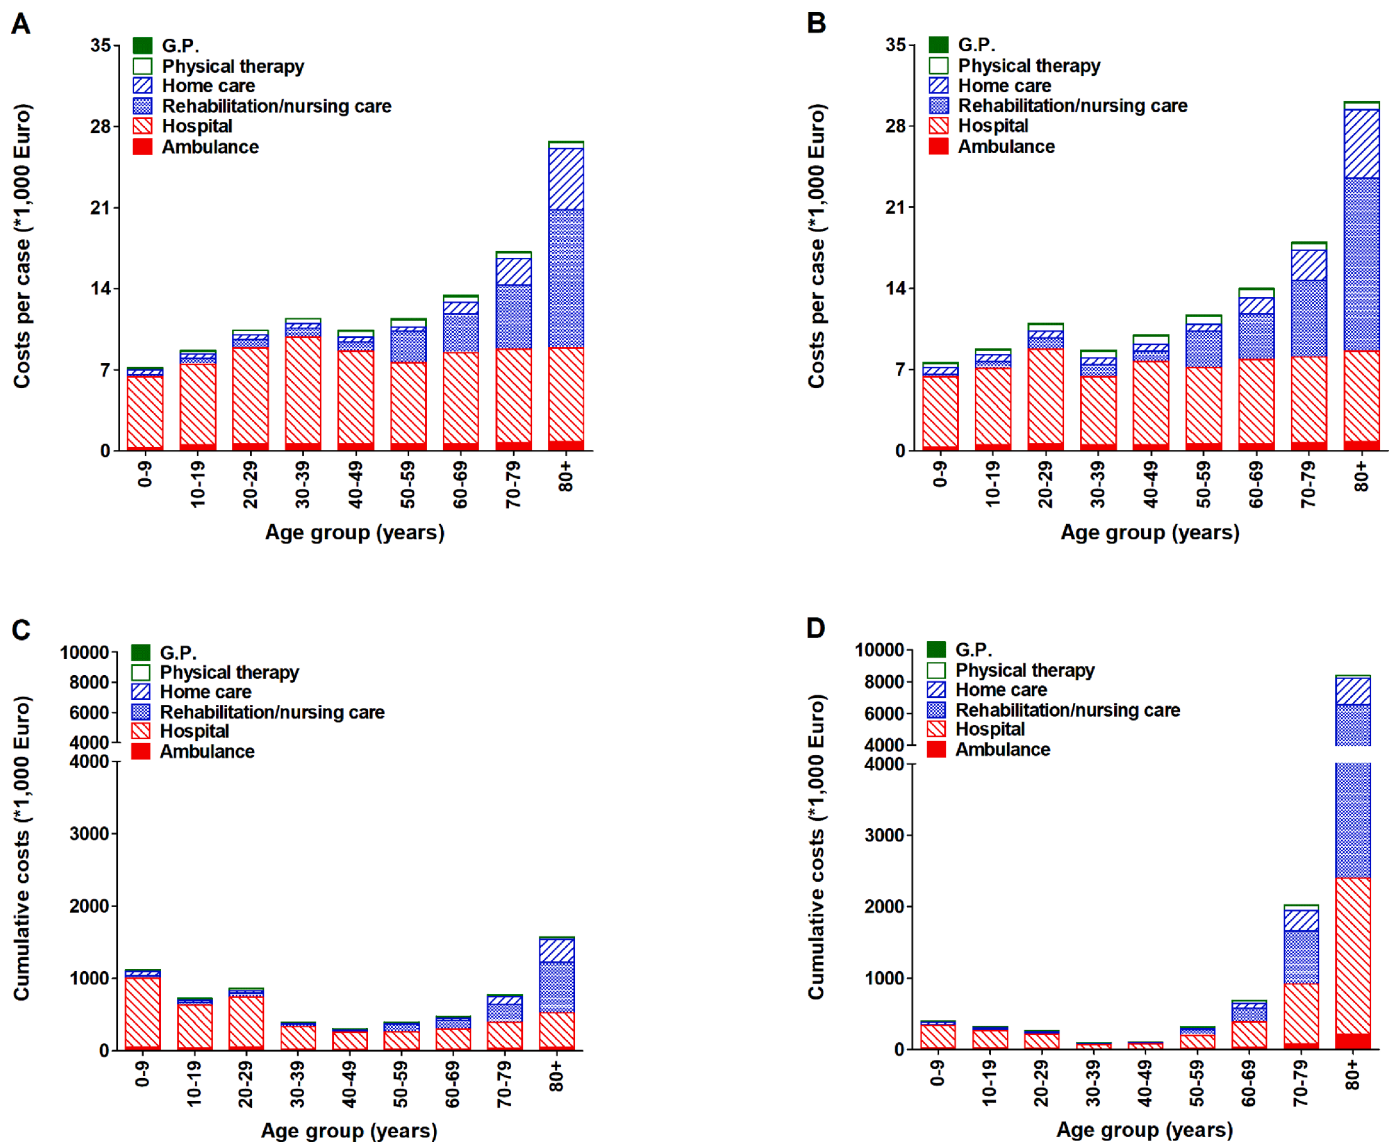 A
G.P.
Physical therapy
Home care
Rehabilitation/nursing care
Hospital
Ambulance
Costs per case (*1,000 Euro)
35
28
21
14
7
0
0-9
10-19
20-29
30-39
40-49
50-59
60-69
70-79
80+
Age group (years)
B
G.P.
Physical therapy
Home care
Rehabilitation/nursing care
Hospital
Ambulance
Costs per case (*1,000 Euro)
35
28
21
14
7
0
0-9
10-19
20-29
30-39
40-49
50-59
60-69
70-79
80+
Age group (years)
C
G.P.
Physical therapy
Home care
Rehabilitation/nursing care
Hospital
Ambulance
Cumulative costs (*1,000 Euro)
10000
8000
6000
4000
4000
3000
2000
1000
0
0-9
10-19
20-29
30-39
40-49
50-59
60-69
70-79
80+
Age group (years)
D
G.P.
Physical therapy
Home care
Rehabilitation/nursing care
Hospital
Ambulance
Cumulative costs (*1,000 Euro)
10000
8000
6000
4000
4000
3000
2000
1000
0
0-9
10-19
20-29
30-39
40-49
50-59
60-69
70-79
80+
Age group (years)